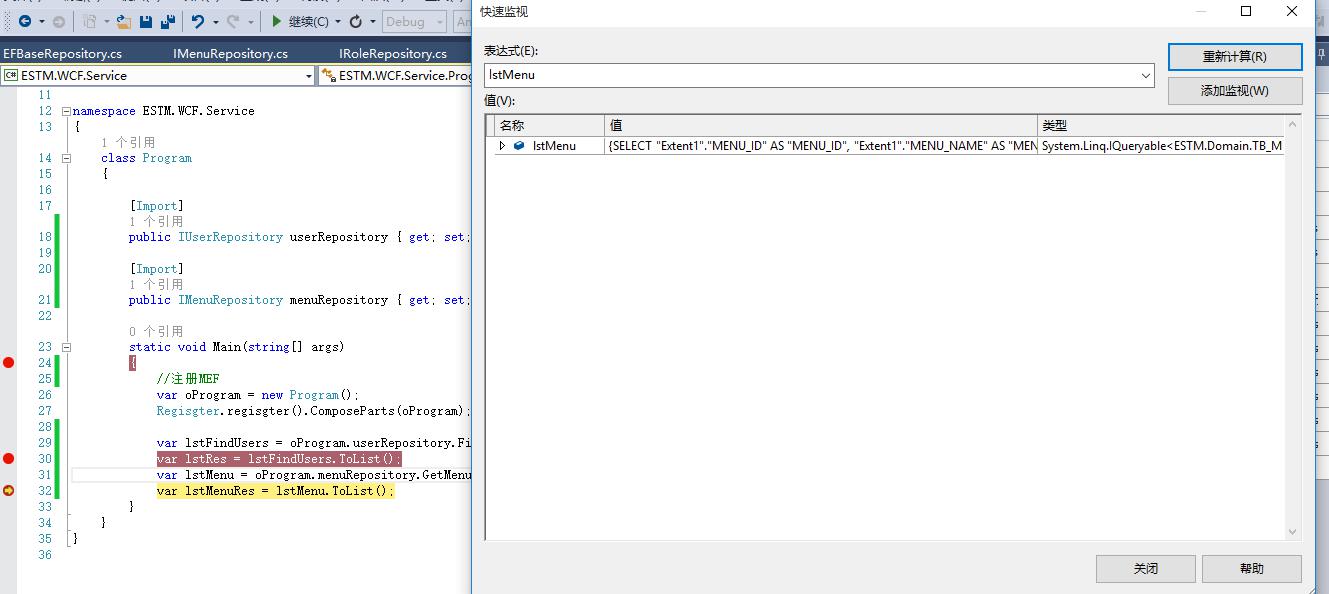 快速监视
继续(C)
Debug
An
EFBaseRepository.cs
IMenuRepository.cs
IRoleRepository.cs
C# ESTM.WCF.Service
ESTM.WCF.Service.Prog
11
12 namespace ESTM.WCF.Service
13 {
1 个引用
14 class Program
15 {
16
17 [Import]
1 个引用
18 public IUserRepository userRepository { get; set;
19
20 [Import]
1 个引用
21 public IMenuRepository menuRepository { get; set;
22
0 个引用
23 static void Main(string[] args)
24 {
25 //注册MEF
26 var oProgram = new Program();
27 Regisgter.regisgter().ComposeParts(oProgram);
28
29 var lstFindUsers = oProgram.userRepository.Fi
30 var lstRes = lstFindUsers.ToList();
31 var lstMenu = oProgram.menuRepository.GetMenu
32 var lstMenuRes = lstMenu.ToList();
33 }
34 }
35 }
36
表达式(E):
lstMenu
重新计算(R)
添加监视(W)
值(V):
名称 值 类型
lstMenu {SELECT "Extent1"."MENU_ID" AS "MENU_ID", "Extent1"."MENU_NAME" AS "MEN System.Linq.IQueryable<ESTM.Domain.TB_M
关闭
帮助